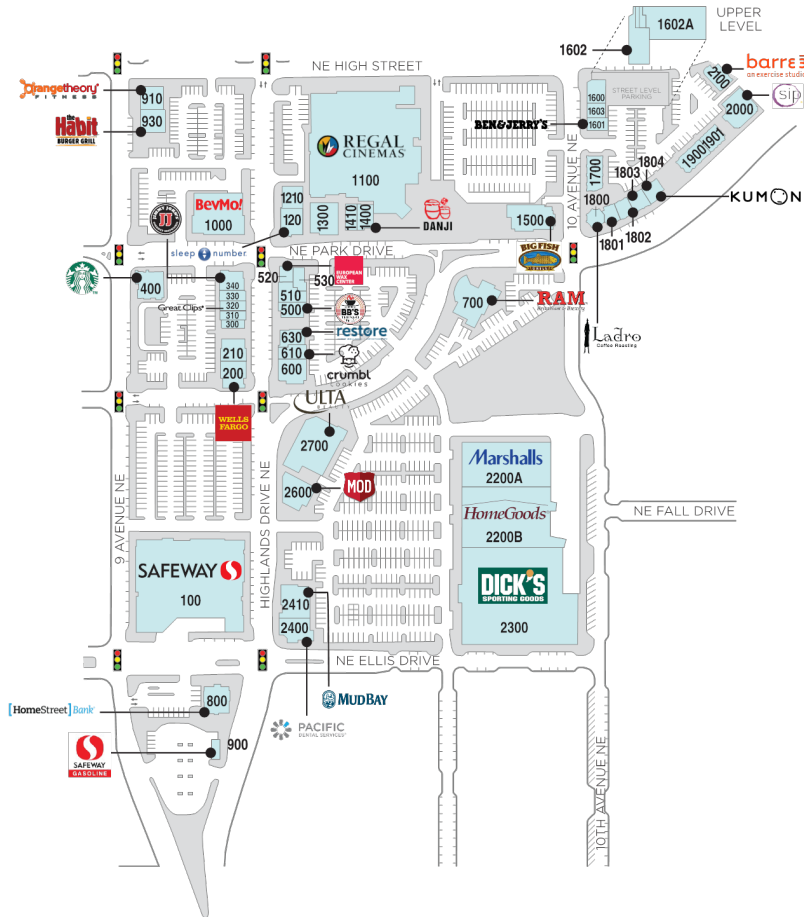 UPPER
LEVEL
1602A
1602
NE HIGH STREET
barre3
an exercise studio
2100
orangetheory
FITNESS
910
the
Habit
BURGER GRILL
930
STREET LEVEL
PARKING
sip
2000
1600
1603
1601
BEN&JERRY'S
REGAL
CINEMAS
1100
10 AVENUE NE
1901
1900
1700
1804
1803
1800
KUMON
1801
1802
JJ
BevMo!
1000
1210
120
1300
1410
1400
DANJI
1500
sleep number
NE PARK DRIVE
BIG FISH
GRILL
520
530
EUROPEAN
WAX
CENTER
400
340
330
320
310
300
Great Clips
510
500
BB'S
700
RAM
630
restore
Ladro
Coffee Roasting
210
200
610
600
crumbl
cookies
ULTA
BEAUTY
WELLS
FARGO
2700
2600
MOD
Marshalls
2200A
HomeGoods
2200B
NE FALL DRIVE
9 AVENUE NE
HIGHLANDS DRIVE NE
SAFEWAY
100
DICK'S
SPORTING GOODS
2300
2410
2400
NE ELLIS DRIVE
MUDBAY
[HomeStreet] Bank
800
PACIFIC
DENTAL SERVICES
SAFEWAY
GASOLINE
900
10TH AVENUE NE